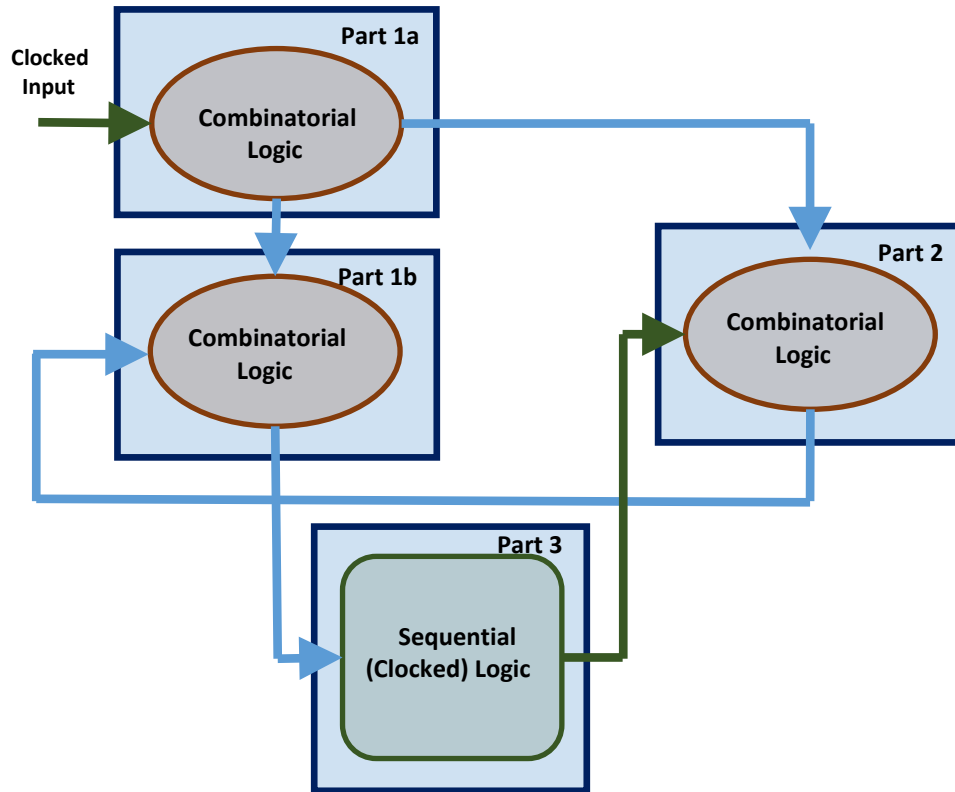 Part 1a
Clocked
Input
Combinatorial
Logic
Part 1b
Combinatorial
Logic
Part 2
Combinatorial
Logic
Part 3
Sequential
(Clocked) Logic